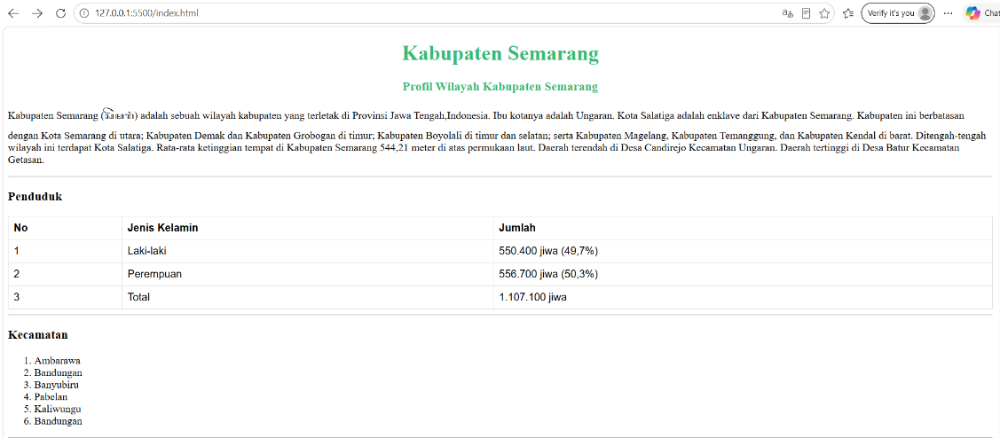 127.0.0.1:5500/index.html
Verify it's you
Chat
Kabupaten Semarang
Profil Wilayah Kabupaten Semarang
Kabupaten Semarang () adalah sebuah wilayah kabupaten yang terletak di Provinsi Jawa Tengah,Indonesia. Ibu kotanya adalah Ungaran. Kota Salatiga adalah enklave dari Kabupaten Semarang. Kabupaten ini berbatasan
dengan Kota Semarang di utara; Kabupaten Demak dan Kabupaten Grobogan di timur; Kabupaten Boyolali di timur dan selatan; serta Kabupaten Magelang, Kabupaten Temanggung, dan Kabupaten Kendal di barat. Ditengah-tengah
wilayah ini terdapat Kota Salatiga. Rata-rata ketinggian tempat di Kabupaten Semarang 544,21 meter di atas permukaan laut. Daerah terendah di Desa Candirejo Kecamatan Ungaran. Daerah tertinggi di Desa Batur Kecamatan
Getasan.
Penduduk
No Jenis Kelamin Jumlah
1 Laki-laki 550.400 jiwa (49,7%)
2 Perempuan 556.700 jiwa (50,3%)
3 Total 1.107.100 jiwa
Kecamatan
1. Ambarawa
2. Bandungan
3. Banyubiru
4. Pabelan
5. Kaliwungu
6. Bandungan